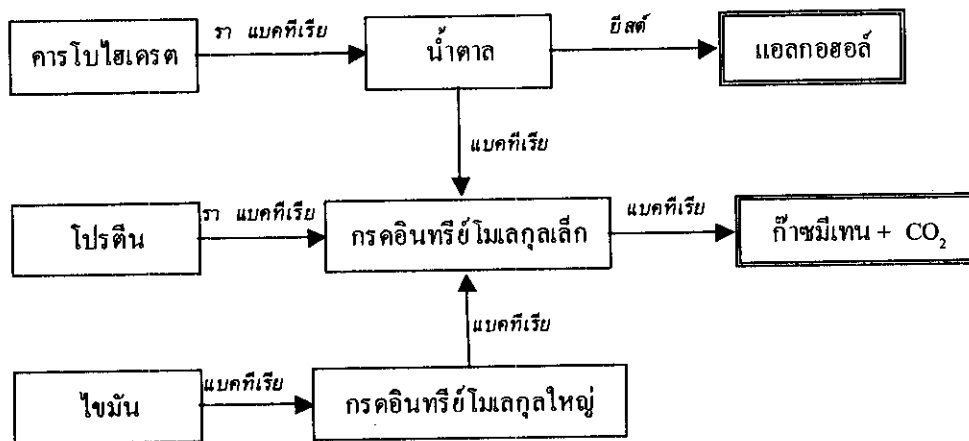 รา แบคทีเรีย ยีสต์
คาร์โบไฮเดรต น้ำตาล แอลกอฮอล์
แบคทีเรีย
รา แบคทีเรีย แบคทีเรีย
โปรตีน กรดอินทรีย์โมเลกุลเล็ก ก๊าซมีเทน + CO₂
แบคทีเรีย
แบคทีเรีย
ไขมัน กรดอินทรีย์โมเลกุลใหญ่